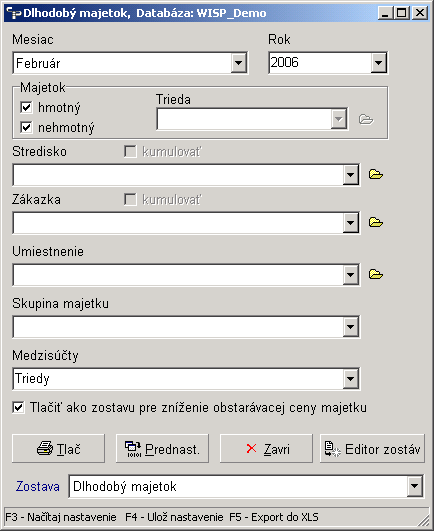 Dlhodobý majetok, Databáza: WISP_Demo
Mesiac Rok
Február 2006
Majetok
hmotný Trieda
nehmotný
Stredisko kumulovať
Zákazka kumulovať
Umiestnenie
Skupina majetku
Medzisúčty
Triedy
Tlačiť ako zostavu pre zníženie obstarávacej ceny majetku
Tlač Prednast. Zavri Editor zostáv
Zostava Dlhodobý majetok
F3 - Načítaj nastavenie F4 - Ulož nastavenie F5 - Export do XLS